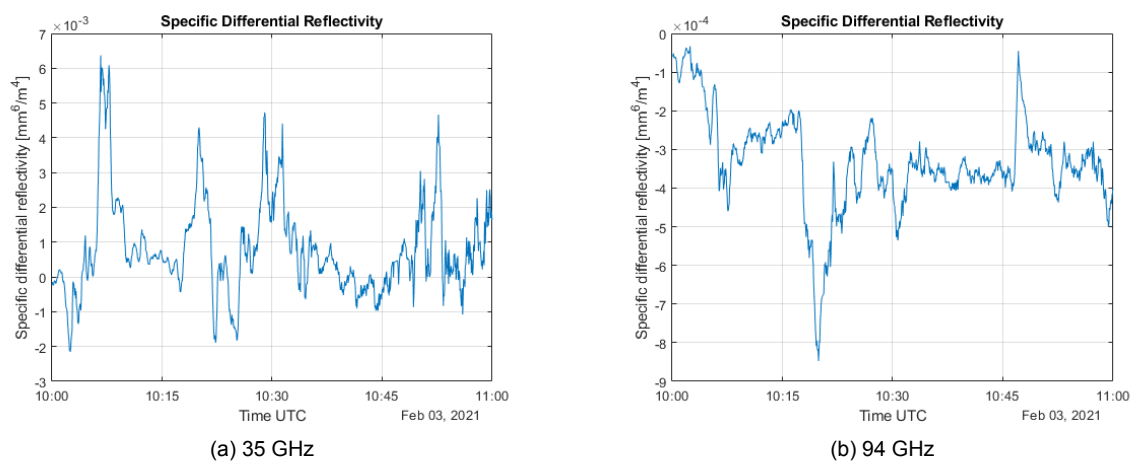 Specific Differential Reflectivity
×10⁻³
7
6
5
4
3
2
1
0
-1
-2
-3
Specific differential reflectivity [mm⁶/m⁴]
10:00 10:15 10:30 10:45 11:00
Time UTC
Feb 03, 2021
(a) 35 GHz
Specific Differential Reflectivity
×10⁻⁴
0
-1
-2
-3
-4
-5
-6
-7
-8
-9
Specific differential reflectivity [mm⁶/m⁴]
10:00 10:15 10:30 10:45 11:00
Time UTC
Feb 03, 2021
(b) 94 GHz